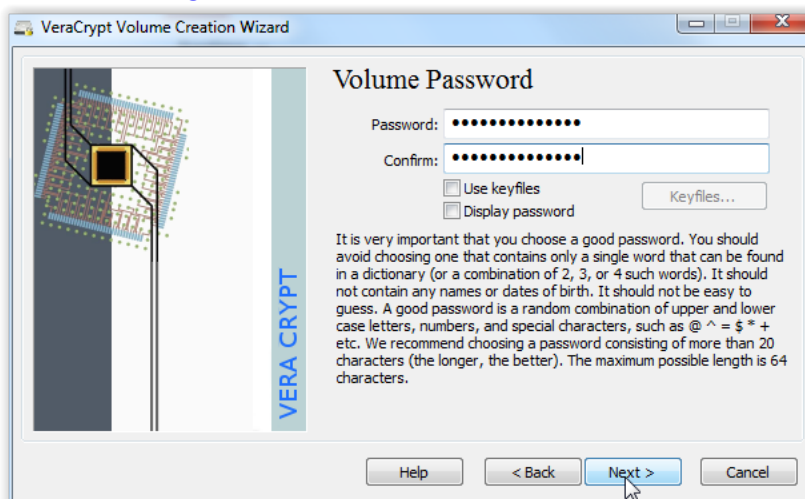 VeraCrypt Volume Creation Wizard
Volume Password
Password: ●●●●●●●●●●●●●●
Confirm: ●●●●●●●●●●●●●●
Use keyfiles
Keyfiles...
Display password
It is very important that you choose a good password. You should
avoid choosing one that contains only a single word that can be found
in a dictionary (or a combination of 2, 3, or 4 such words). It should
not contain any names or dates of birth. It should not be easy to
guess. A good password is a random combination of upper and lower
case letters, numbers, and special characters, such as @ ^ = $ * +
etc. We recommend choosing a password consisting of more than 20
characters (the longer, the better). The maximum possible length is 64
characters.
VERA CRYPT
Help
< Back
Next >
Cancel